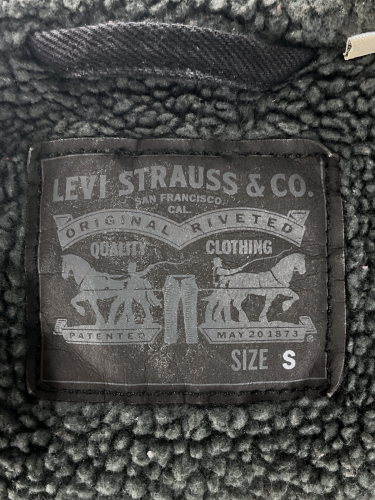 LEVI STRAUSS & CO.
SAN FRANCISCO,
CAL.
ORIGINAL RIVETED
QUALITY CLOTHING
PATENTED MAY 20 1873
SIZE S